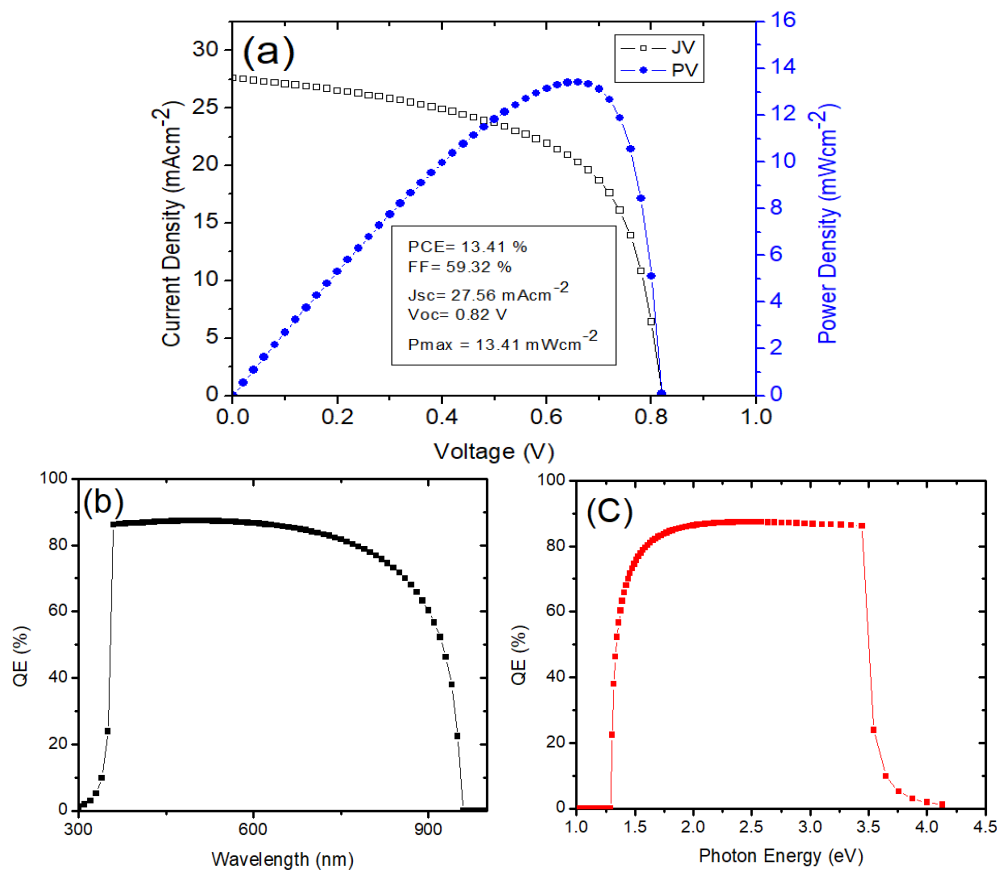 (a)
JV
PV
Current Density (mAcm-2)
30
25
20
15
10
5
0
16
14
12
10
8
6
4
2
0
Power Density (mWcm-2)
PCE= 13.41 %
FF= 59.32 %
Jsc= 27.56 mAcm-2
Voc= 0.82 V
Pmax = 13.41 mWcm-2
0.0 0.2 0.4 0.6 0.8 1.0
Voltage (V)
(b)
QE (%)
100
80
60
40
20
0
300 600 900
Wavelength (nm)
(C)
QE (%)
100
80
60
40
20
0
1.0 1.5 2.0 2.5 3.0 3.5 4.0 4.5
Photon Energy (eV)